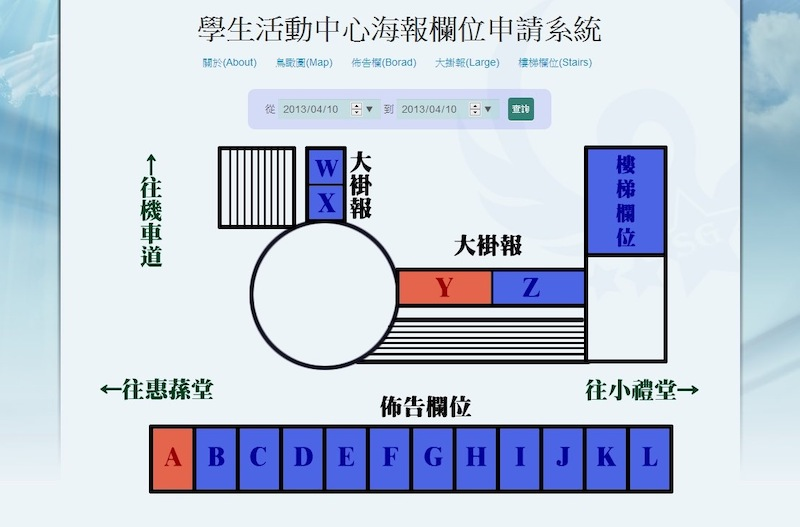 學生活動中心海報欄位申請系統
關於(About) 鳥瞰圖(Map) 佈告欄(Borad) 大掛報(Large) 樓梯欄位(Stairs)
從 2013/04/10 到 2013/04/10 查詢
↑往機車道
W
X
大褂報
樓梯欄位
大褂報
Y Z
←往惠蓀堂
往小禮堂→
佈告欄位
A B C D E F G H I J K L